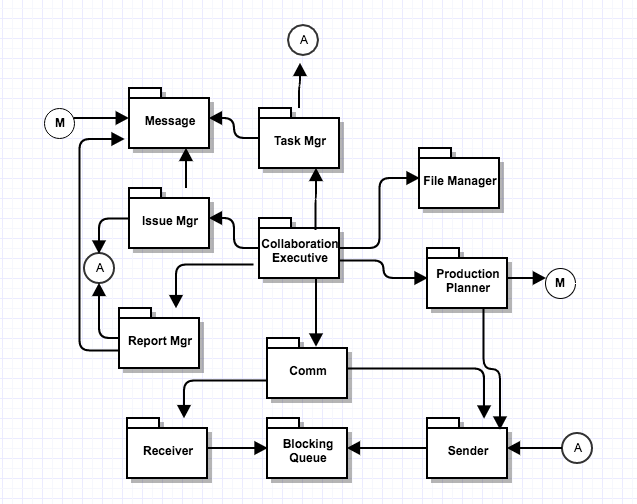 A
M
Message
Task Mgr
File Manager
Issue Mgr
Collaboration
Executive
A
Production
Planner
M
Report Mgr
Comm
Receiver
Blocking
Queue
Sender
A